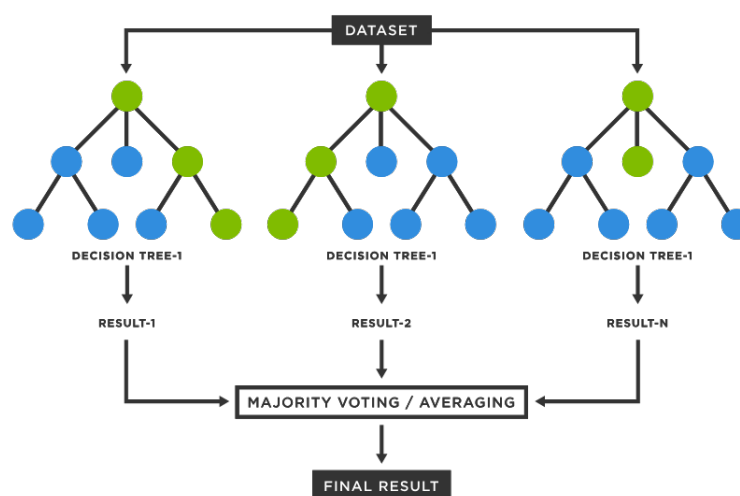 DATASET
DECISION TREE-1
DECISION TREE-1
DECISION TREE-1
RESULT-1
RESULT-2
RESULT-N
MAJORITY VOTING / AVERAGING
FINAL RESULT